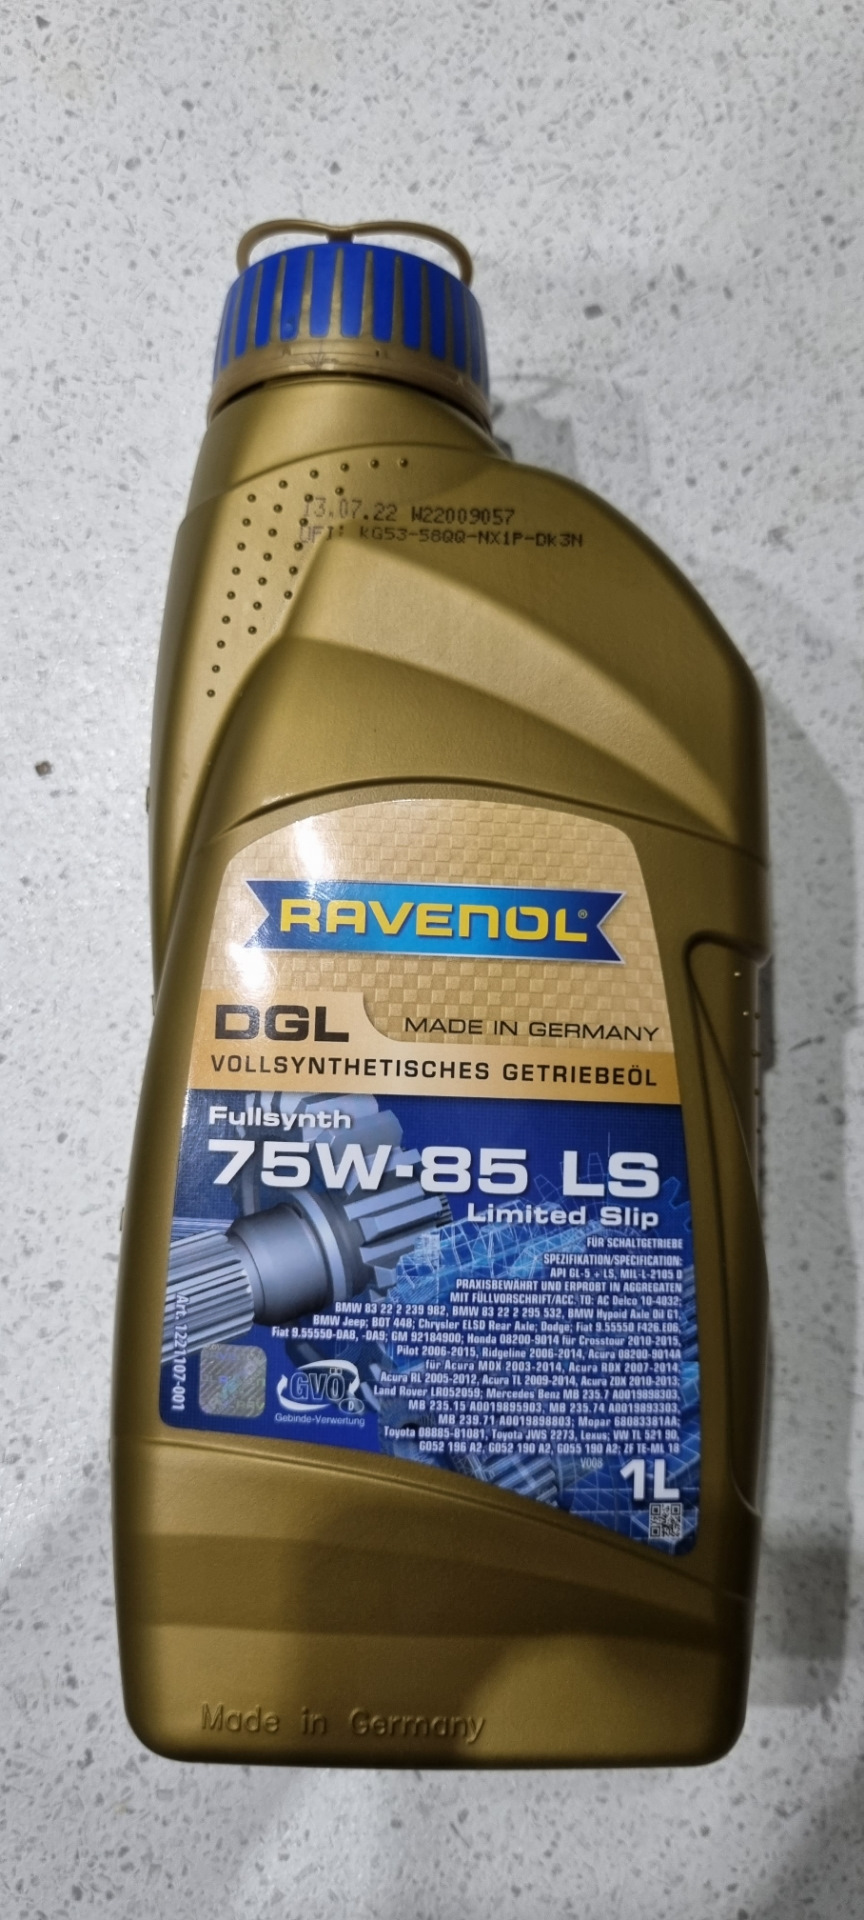 13.07.22 W22009057
DFI: KG53-58QQ-NX1P-DK3N
RAVENOL®
DGL
MADE IN GERMANY
VOLLSYNTHETISCHES GETRIEBEÖL
Fullsynth
75W-85 LS
Limited Slip
FÜR SCHALTGETRIEBE
SPEZIFIKATION/SPECIFICATION:
API GL-5 + LS, MIL-L-2105 D
PRAXISBEWÄHRT UND ERPROBT IN AGGREGATEN
MIT FÜLLVORSCHRIFT/ACC. TO: AC Delco 10-4032;
BMW 83 22 2 239 982, BMW 83 22 2 295 532, BMW Hypoid Axle Oil G1,
BMW Jeep; BOT 448; Chrysler ELSD Rear Axle; Dodge; Fiat 9.55550 F426.E06,
Fiat 9.55550-DA8, -DA9; GM 92184900; Honda 08200-9014 für Crosstour 2010-2015,
Pilot 2006-2015, Ridgeline 2006-2014, Acura 08200-9014A
für Acura MDX 2003-2014, Acura RDX 2007-2014,
Acura RL 2005-2012, Acura TL 2009-2014, Acura ZDX 2010-2013;
Land Rover LR052059; Mercedes Benz MB 235.7 A0019898303,
MB 235.15 A0019895903, MB 235.74 A0019893303,
MB 239.71 A0019898803; Mopar 68083381AA;
Toyota 08885-81081, Toyota JWS 2273, Lexus; VW TL 521 90,
G052 196 A2, G052 190 A2, G055 190 A2; ZF TE-ML 18
V008
1L
Art. 1221107-001
GVÖ
Gebinde-Verwertung
Made in Germany